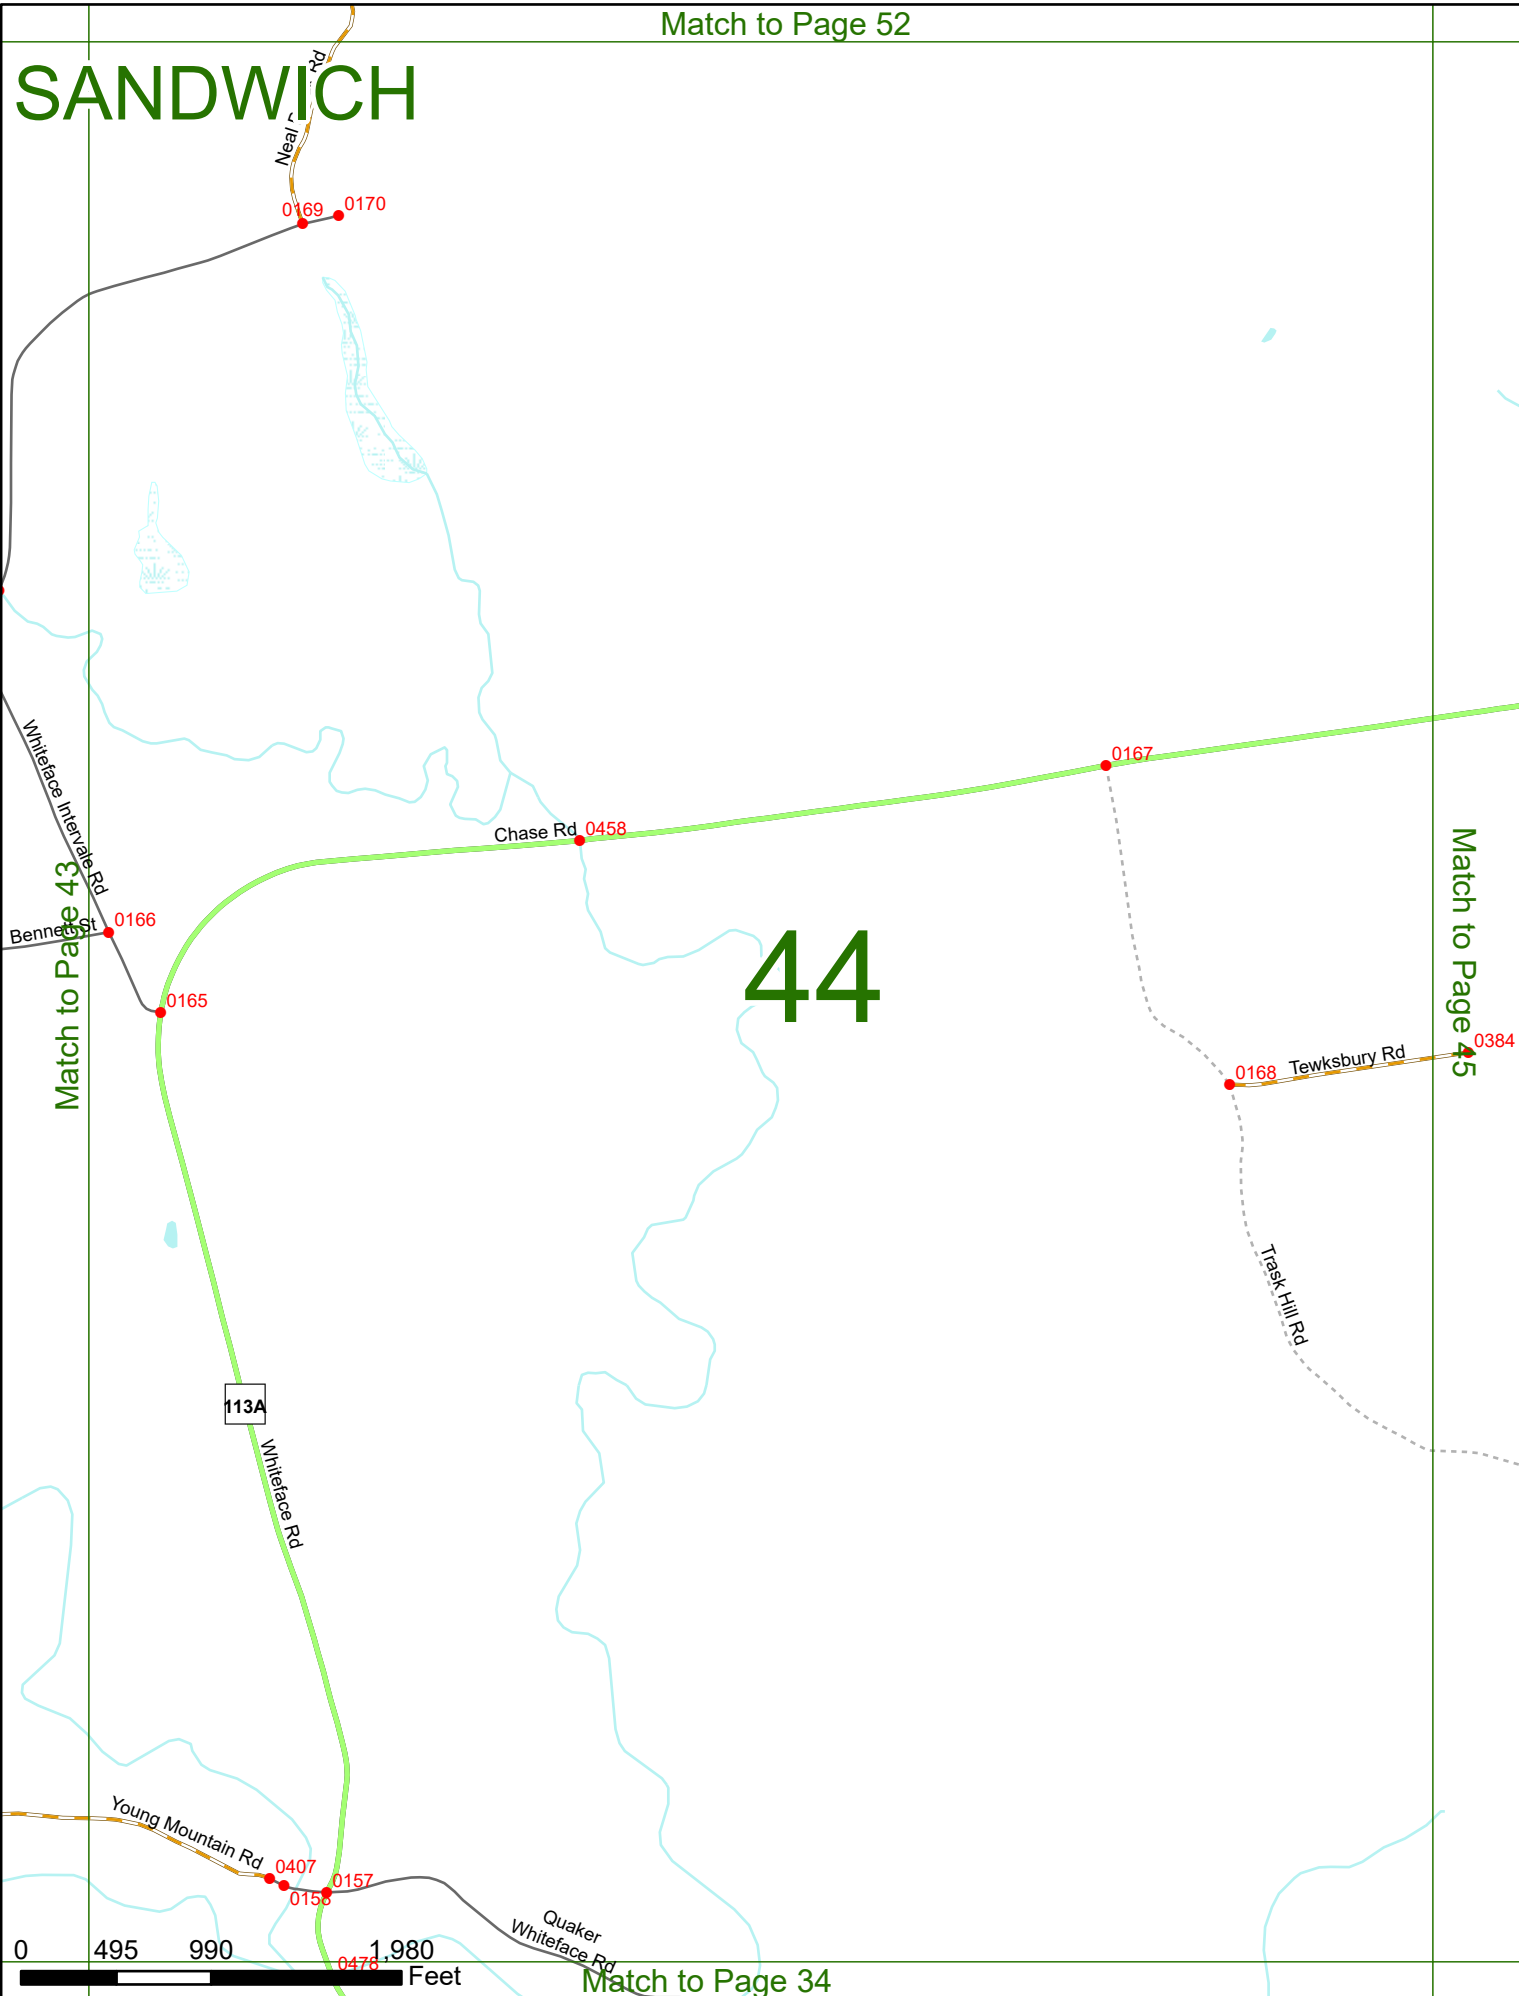 Match to Page 52
SANDWICH
Neal
Rd
0169
0170
Whiteface Intervale Rd
0167
Chase Rd
0458
Match to Page 43
Bennett St
0166
44
Match to Page 45
0165
0384
Tewksbury Rd
0168
Trask Hill Rd
113A
Whiteface Rd
Young Mountain Rd
0407
0158
0157
Quaker
Whiteface Rd
0 495 990 1,980
Feet
0478
Match to Page 34